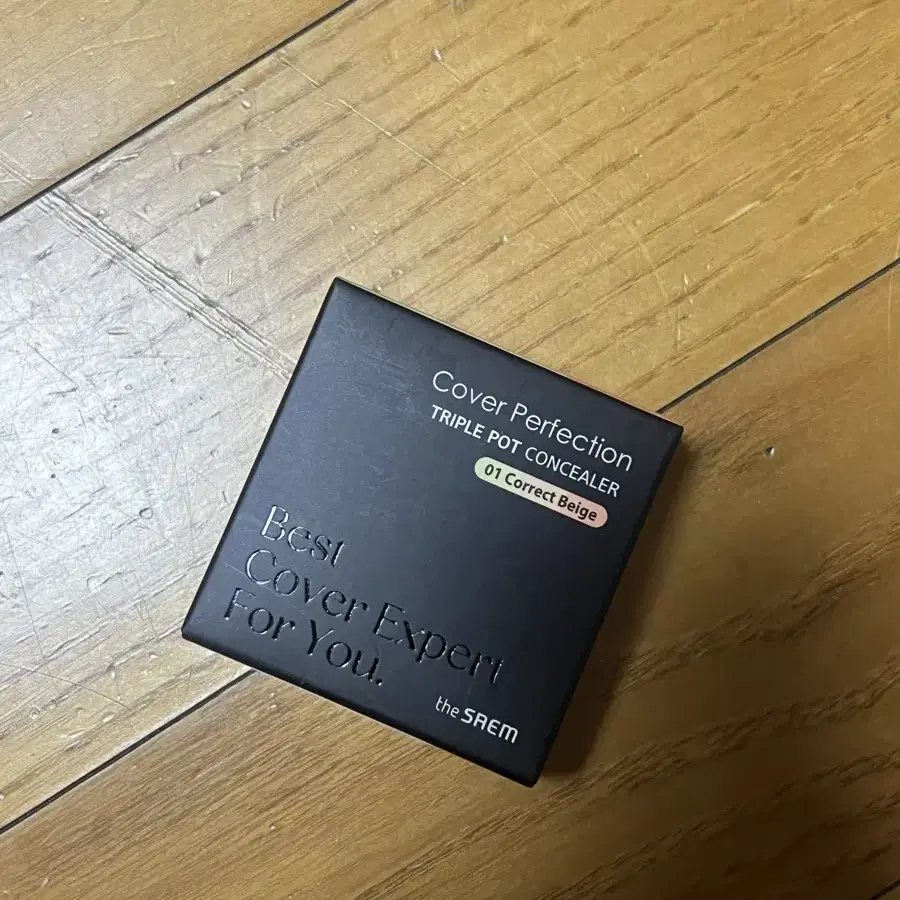 Cover Perfection
TRIPLE POT CONCEALER
01 Correct Beige
Best
Cover Expert
For You.
the SAEM